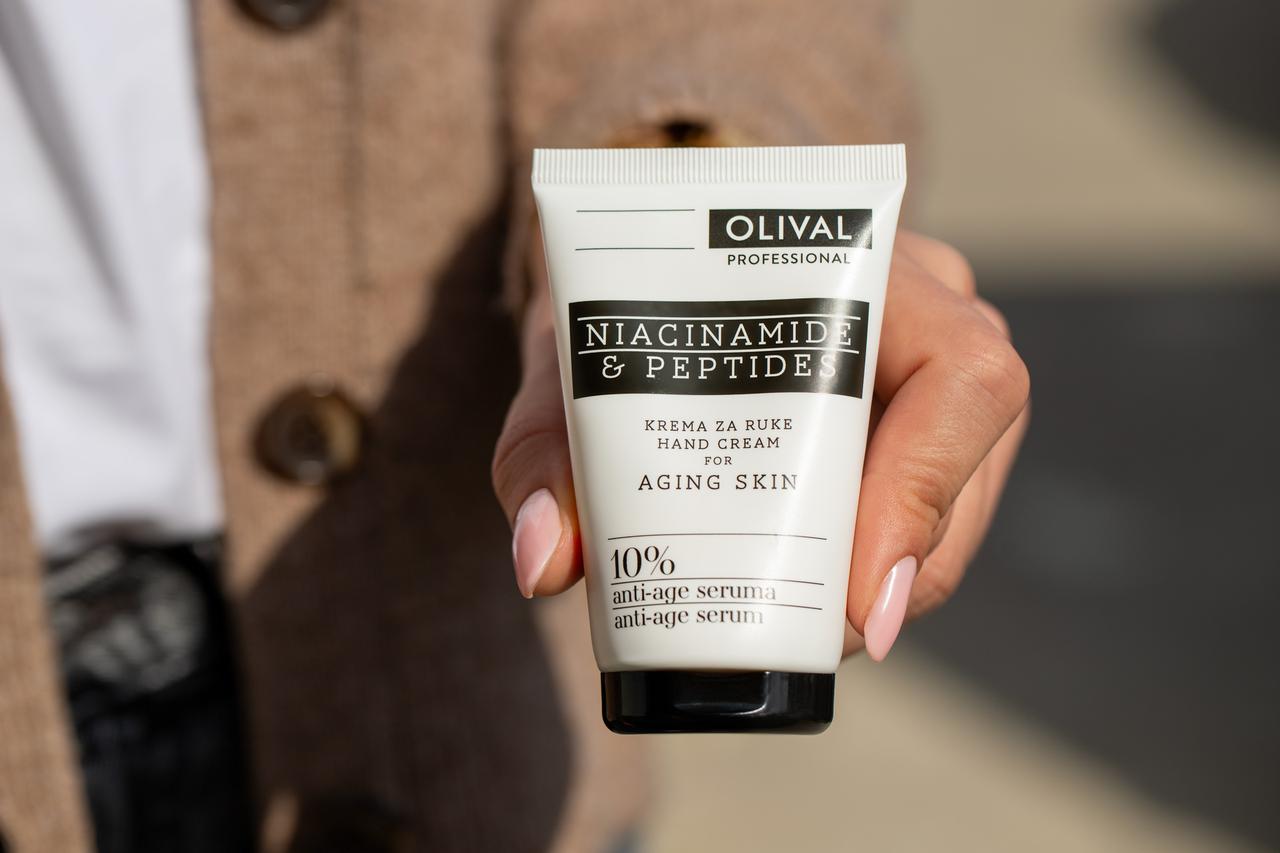 OLIVAL
PROFESSIONAL
NIACINAMIDE
& PEPTIDES
KREMA ZA RUKE
HAND CREAM
FOR
AGING SKIN
10%
anti-age seruma
anti-age serum